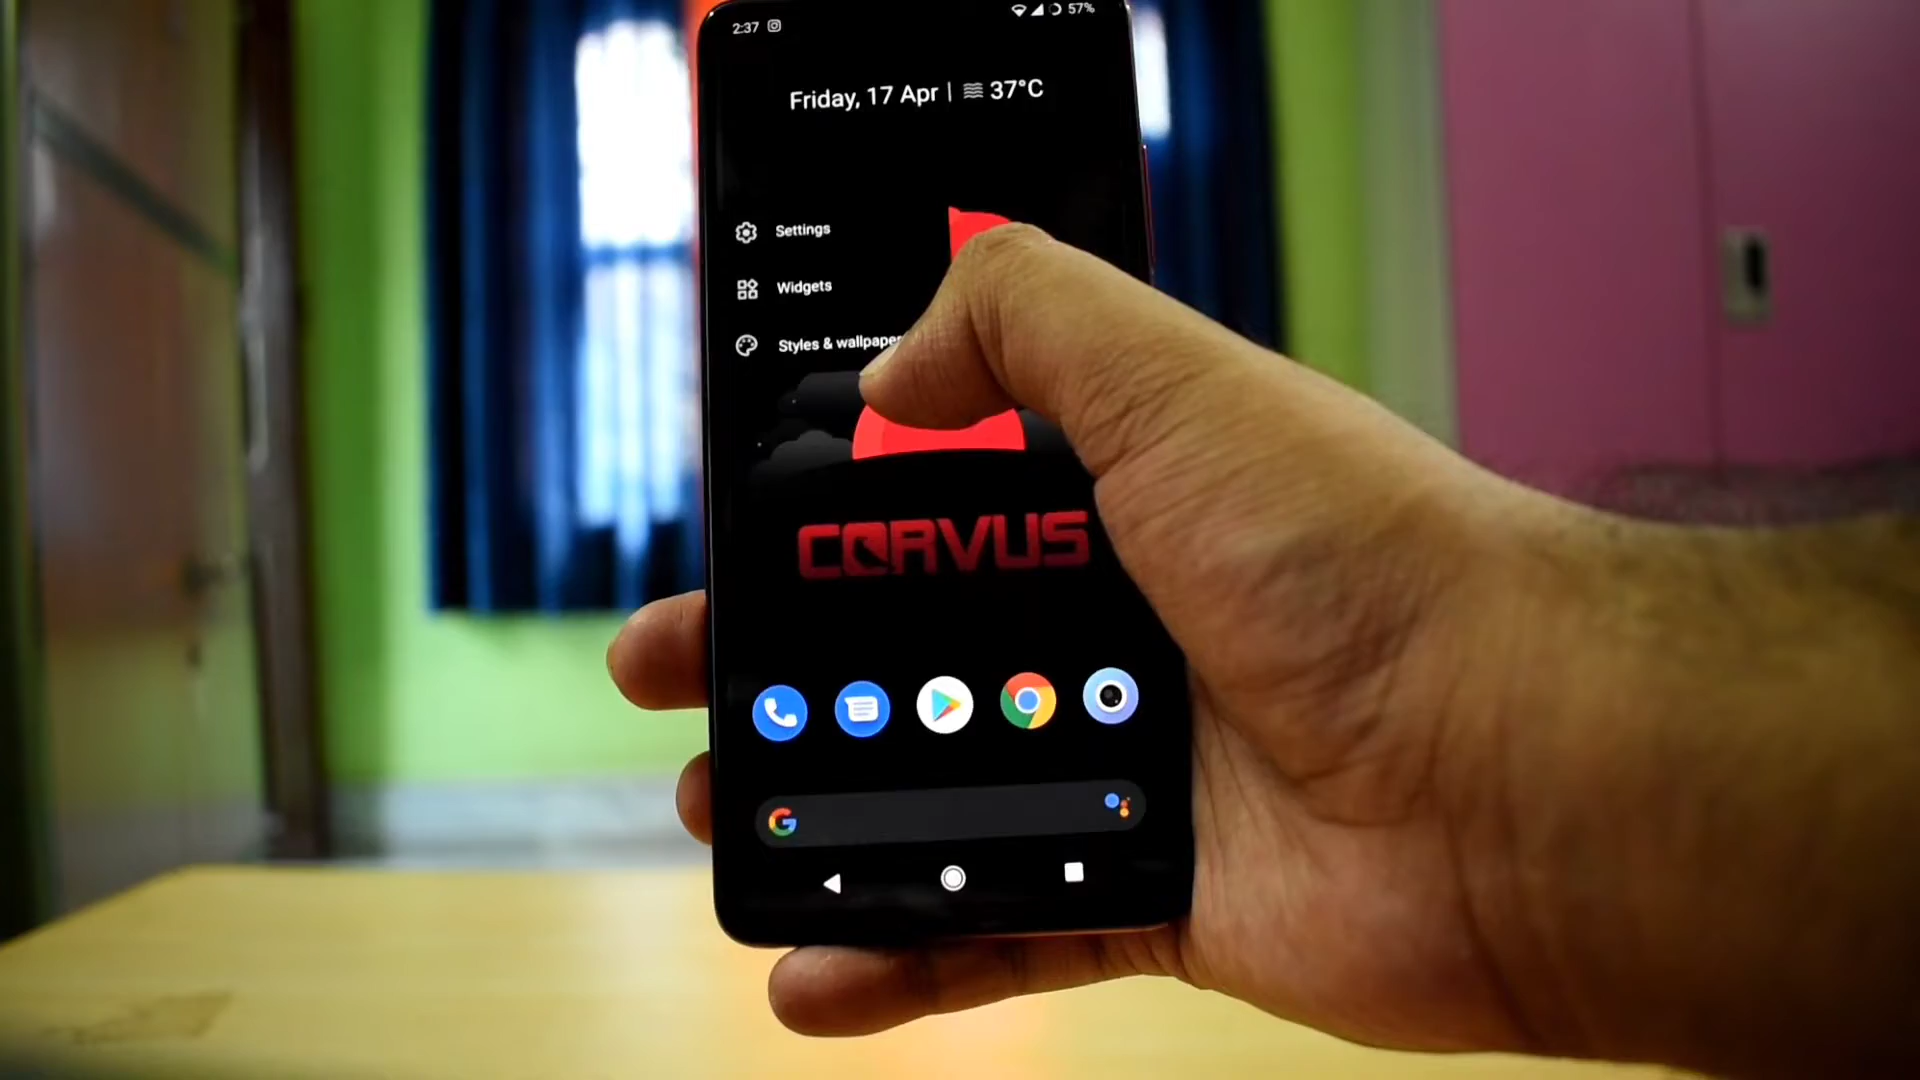 2:37
57%
Friday, 17 Apr | 37°C
Settings
Widgets
Styles & wallpaper
CORVUS